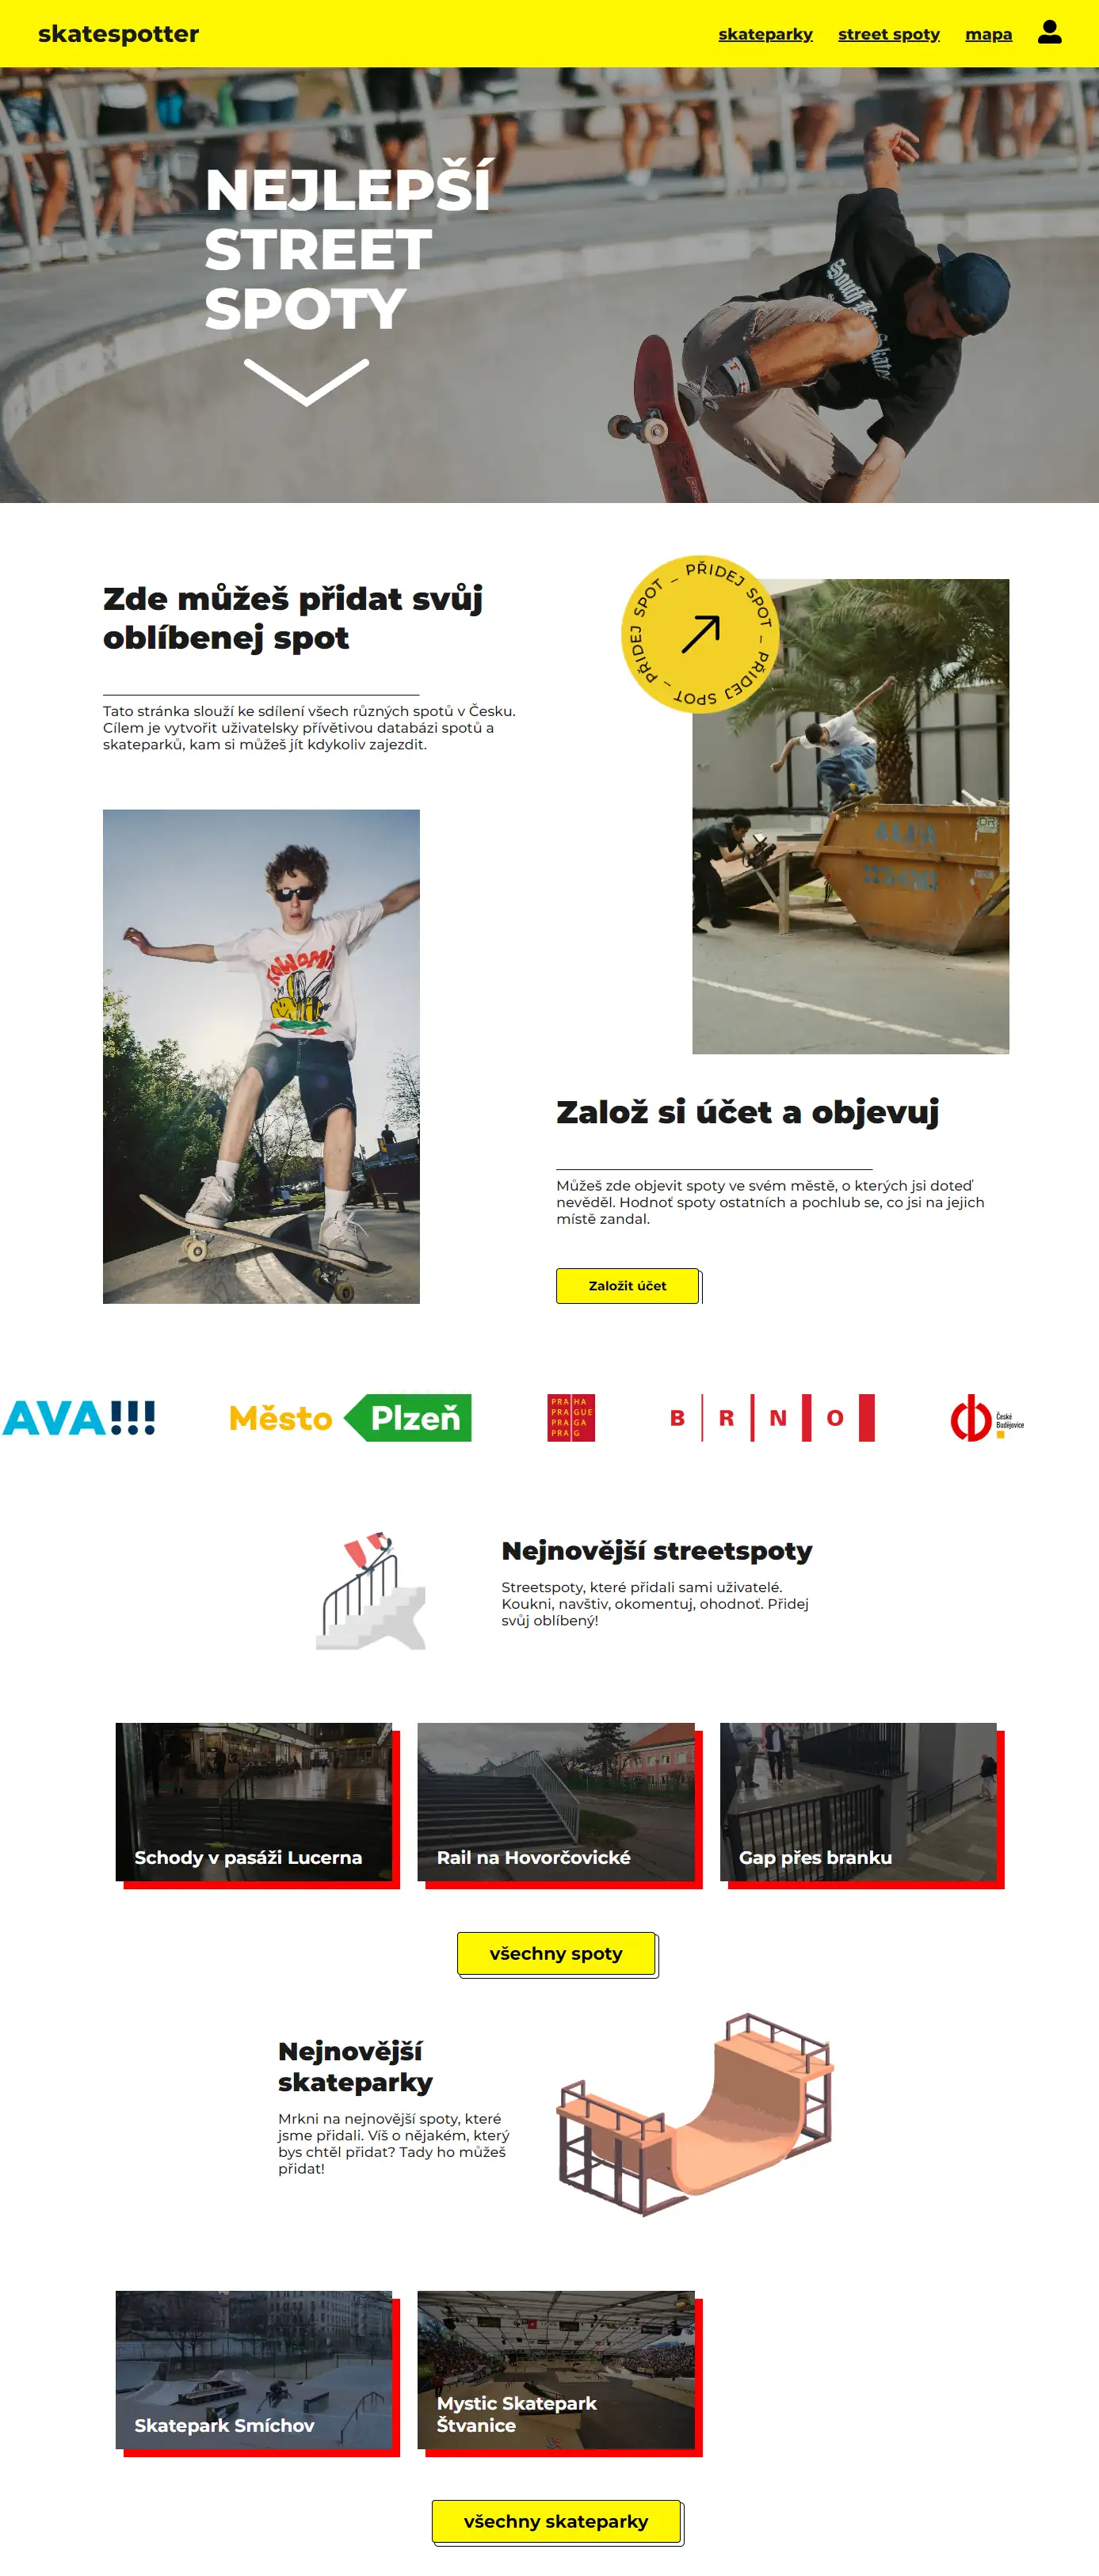 skatespotter
skateparky
street spoty
mapa
NEJLEPŠÍ
STREET
SPOTY
South Bay Skates
Zde můžeš přidat svůj
oblíbenej spot
PŘIDEJ SPOT – PŘIDEJ SPOT – PŘIDEJ SPOT –
Tato stránka slouží ke sdílení všech různých spotů v Česku.
Cílem je vytvořit uživatelsky přívětivou databázi spotů a
skateparků, kam si můžeš jít kdykoliv zajezdit.
Založ si účet a objevuj
Můžeš zde objevit spoty ve svém městě, o kterých jsi doteď
nevěděl. Hodnoť spoty ostatních a pochlub se, co jsi na jejich
místě zandal.
Založit účet
AVA!!!
Město Plzeň
PRA HA
PRA GUE
PRA GA
PRA G
BRNO
České
Budějovice
Nejnovější streetspoty
Streetspoty, které přidali sami uživatelé.
Koukni, navštiv, okomentuj, ohodnoť. Přidej
svůj oblíbený!
Schody v pasáži Lucerna
Rail na Hovorčovické
Gap přes branku
všechny spoty
Nejnovější
skateparky
Mrkni na nejnovější spoty, které
jsme přidali. Víš o nějakém, který
bys chtěl přidat? Tady ho můžeš
přidat!
Skatepark Smíchov
Mystic Skatepark
Štvanice
všechny skateparky